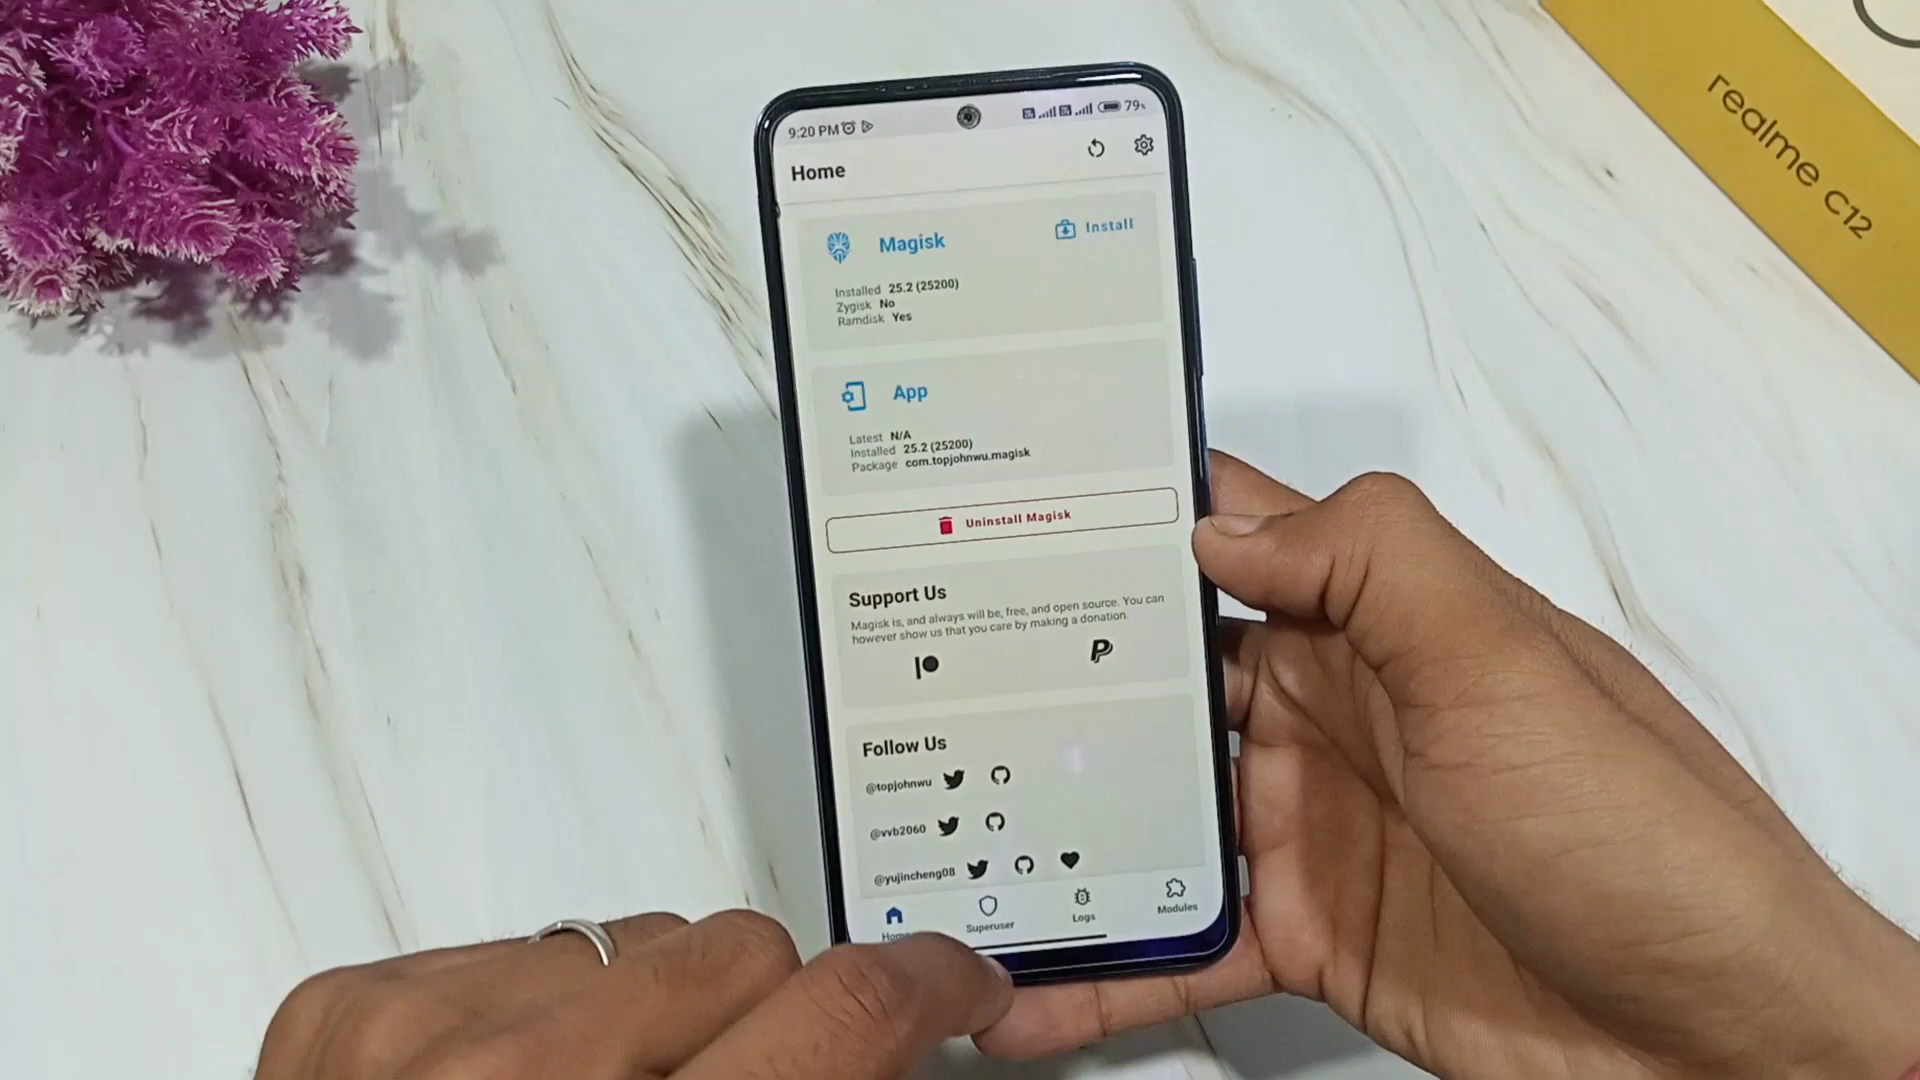 9:20 PM 79%
Home
Magisk Install
Installed 25.2 (25200)
Zygisk No
Ramdisk Yes
App
Latest N/A
Installed 25.2 (25200)
Package com.topjohnwu.magisk
Uninstall Magisk
Support Us
Magisk is, and always will be, free, and open source. You can
however show us that you care by making a donation.
Follow Us
@topjohnwu
@vvb2060
@yujincheng08
Home Superuser Logs Modules
realme C12